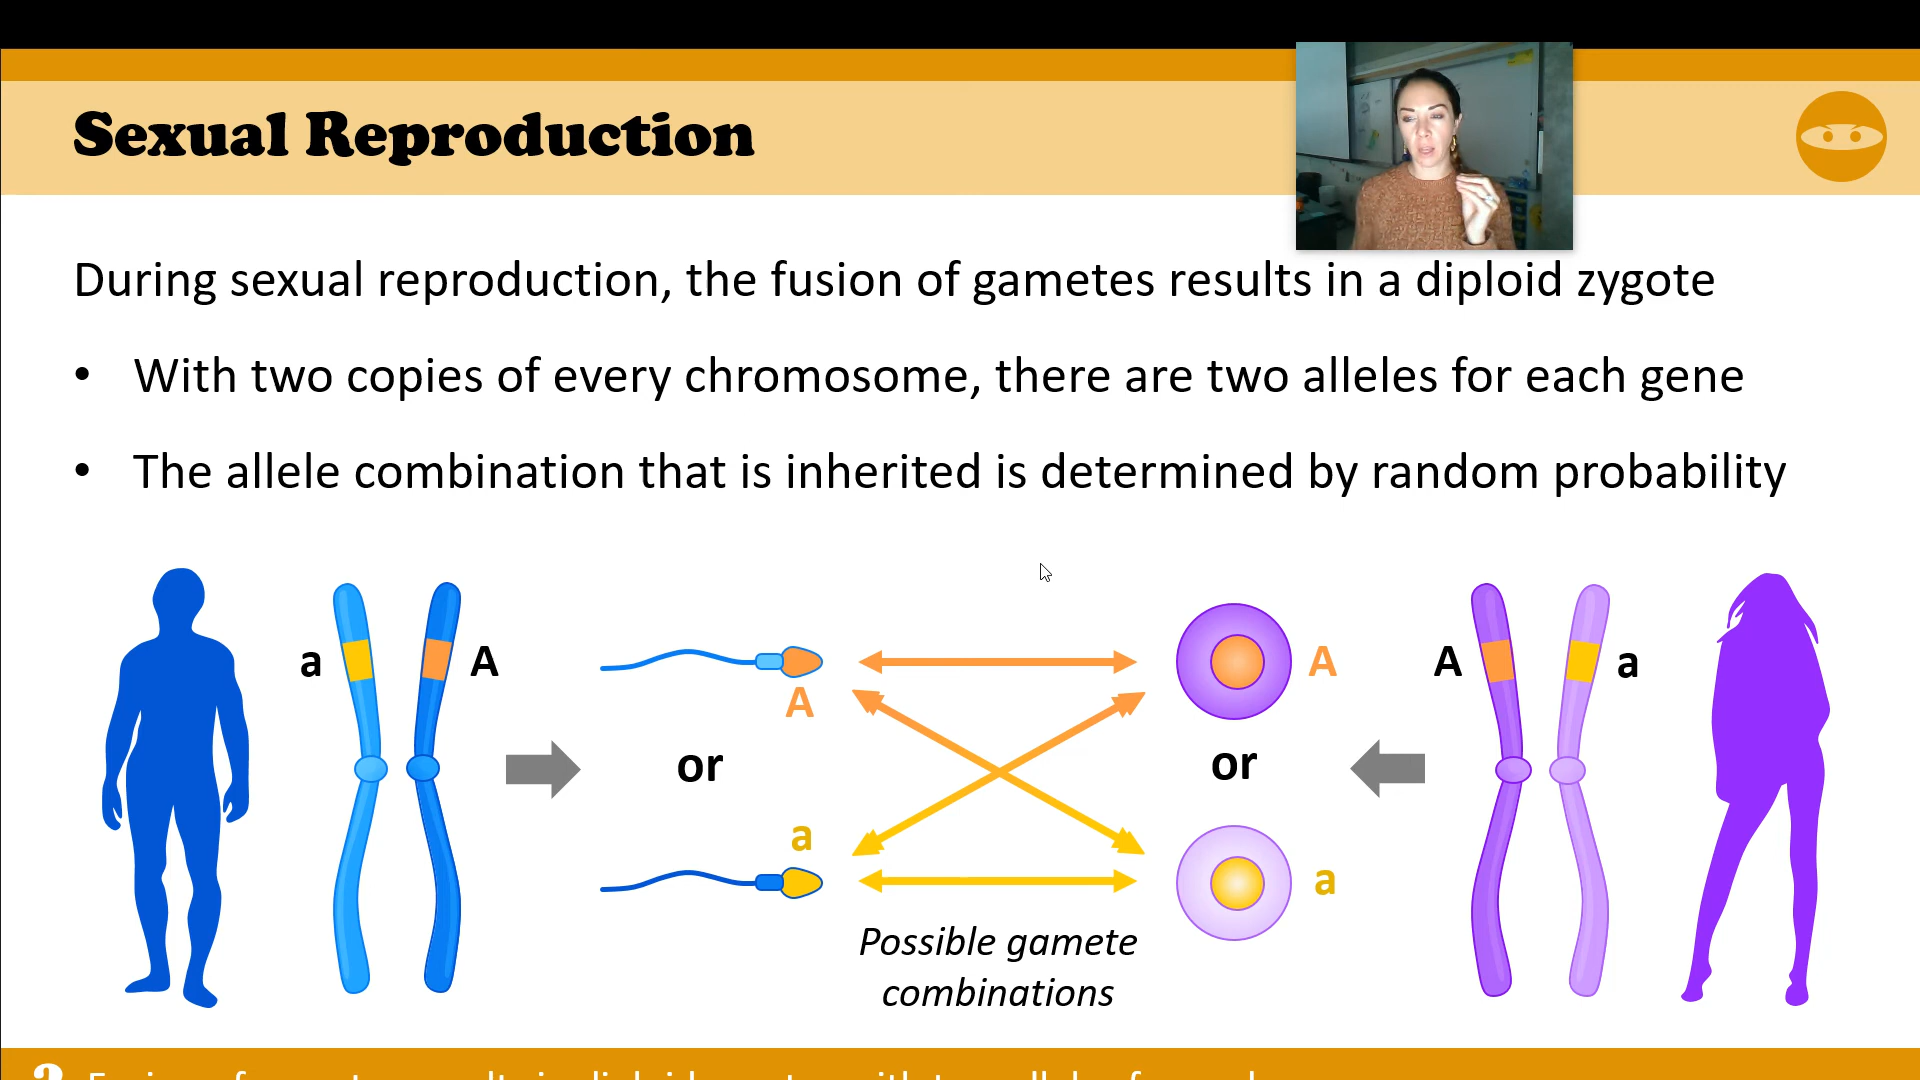 Sexual Reproduction
During sexual reproduction, the fusion of gametes results in a diploid zygote
• With two copies of every chromosome, there are two alleles for each gene
• The allele combination that is inherited is determined by random probability
a A A A A a
A
or or
a
a
Possible gamete
combinations